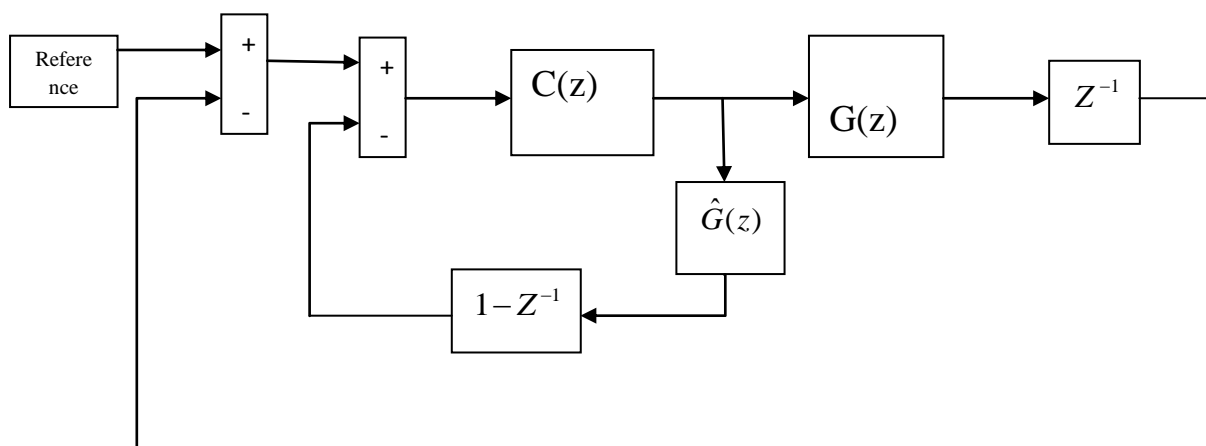 Refere
nce
+
-
+
-
C(z)
G(z)
Z⁻¹
Ĝ(z)
1−Z⁻¹